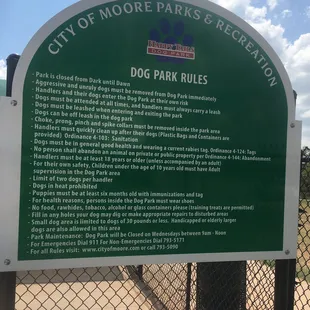 CITY OF MOORE PARKS & RECREATION
DOG PARK
DOG PARK RULES
- Park is closed from Dark until Dawn
- Aggressive and unruly dogs must be removed from Dog Park immediately
- Handlers and their dogs enter the Dog Park at their own risk
- Dogs must be attended at all times, and handlers must always carry a leash
- Dogs must be leashed when entering and exiting the park
- Dogs can be off leash in the dog park
- Choke, prong, pinch and spike collars must be removed inside the park area
- Handlers must quickly clean up after their dogs (Plastic Bags and Containers are
provided) Ordinance 6-103: Sanitation
- Dogs must be in general good health and wearing a current rabies tag. Ordinance 4-124: Tags
- No person shall abandon an animal on private or public property per ordinance 4-164: Abandonment
- Handlers must be at least 18 years or older (unless accompanied by an adult)
- For their own safety, Children under the age of 10 years old must have Adult
supervision in the Dog Park area
- Limit of two dogs per handler
- Dogs in heat prohibited
- Puppies must be at least six months old with immunizations and tag
- For health reasons, persons inside the Dog Park must wear shoes
- No food, rawhides, tobacco, alcohol or glass containers please (training treats are permitted)
- Fill in any holes your dog may dig or make appropriate repairs to disturbed areas
- Small dog area is limited to dogs of 30 pounds or less. Handicapped or elderly larger
dogs are also allowed in this area
- Park Maintenance: Dog Park will be Closed on Wednesdays between 9am - Noon
- For Emergencies Dial 911 For Non-Emergencies Dial 793-5171
- For all Rules visit: www.cityofmoore.com or call 793-5090